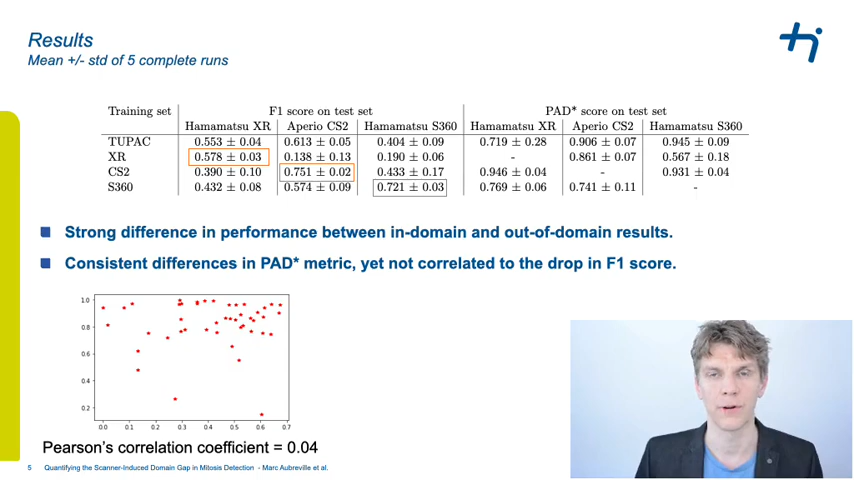 Results
Mean +/- std of 5 complete runs
Training set F1 score on test set PAD* score on test set
Hamamatsu XR Aperio CS2 Hamamatsu S360 Hamamatsu XR Aperio CS2 Hamamatsu S360
TUPAC 0.553 ± 0.04 0.613 ± 0.05 0.404 ± 0.09 0.719 ± 0.28 0.906 ± 0.07 0.945 ± 0.09
XR 0.578 ± 0.03 0.138 ± 0.13 0.190 ± 0.06 - 0.861 ± 0.07 0.567 ± 0.18
CS2 0.390 ± 0.10 0.751 ± 0.02 0.433 ± 0.17 0.946 ± 0.04 - 0.931 ± 0.04
S360 0.432 ± 0.08 0.574 ± 0.09 0.721 ± 0.03 0.769 ± 0.06 0.741 ± 0.11 -
Strong difference in performance between in-domain and out-of-domain results.
Consistent differences in PAD* metric, yet not correlated to the drop in F1 score.
1.0
0.8
0.6
0.4
0.2
0.0 0.1 0.2 0.3 0.4 0.5 0.6 0.7
Pearson's correlation coefficient = 0.04
5 Quantifying the Scanner-Induced Domain Gap in Mitosis Detection - Marc Aubreville et al.